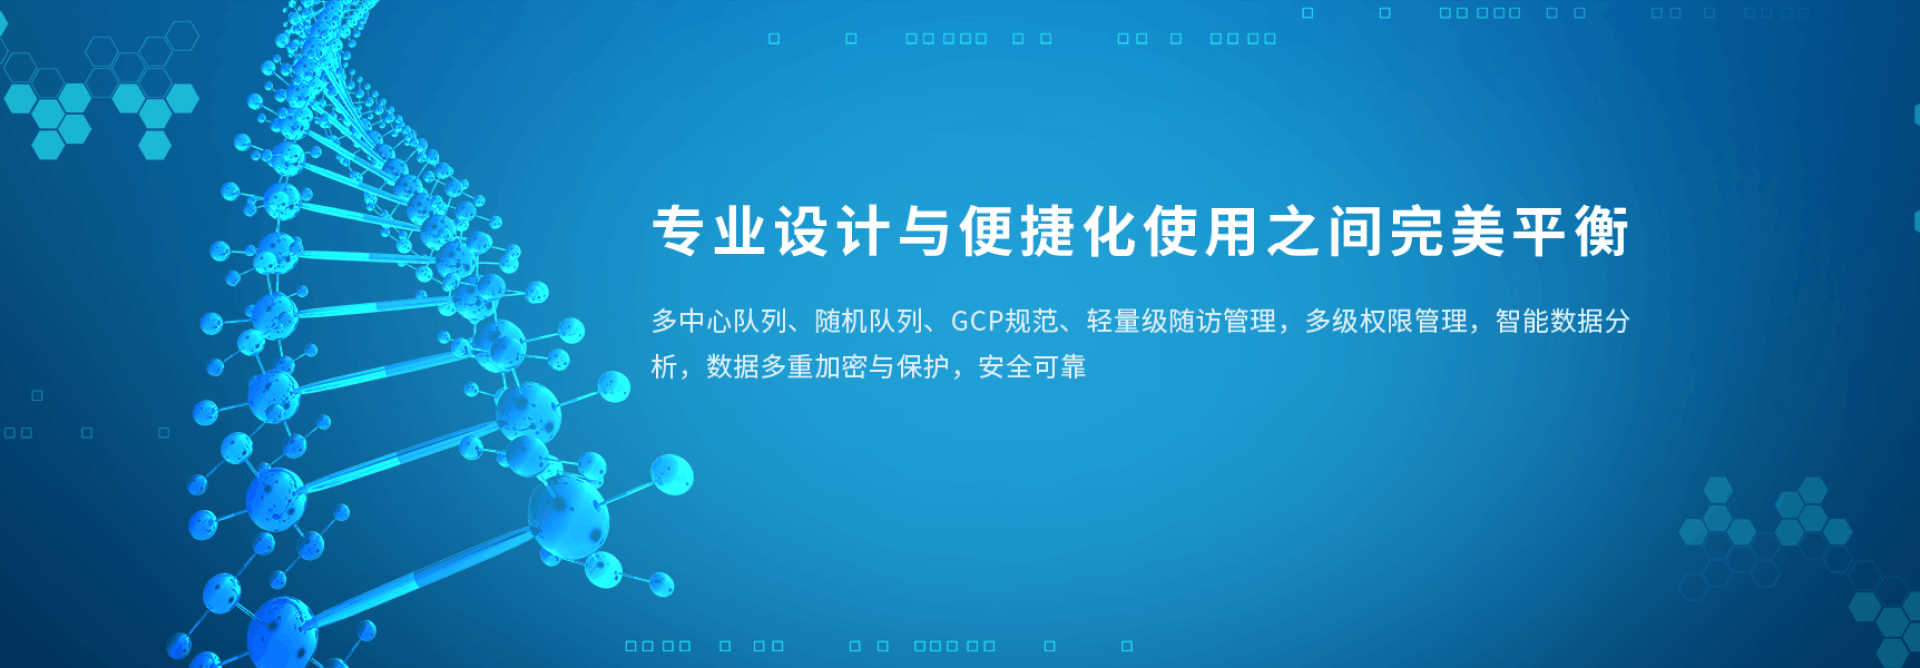 专业设计与便捷化使用之间完美平衡
多中心队列、随机队列、GCP规范、轻量级随访管理，多级权限管理，智能数据分
析，数据多重加密与保护，安全可靠